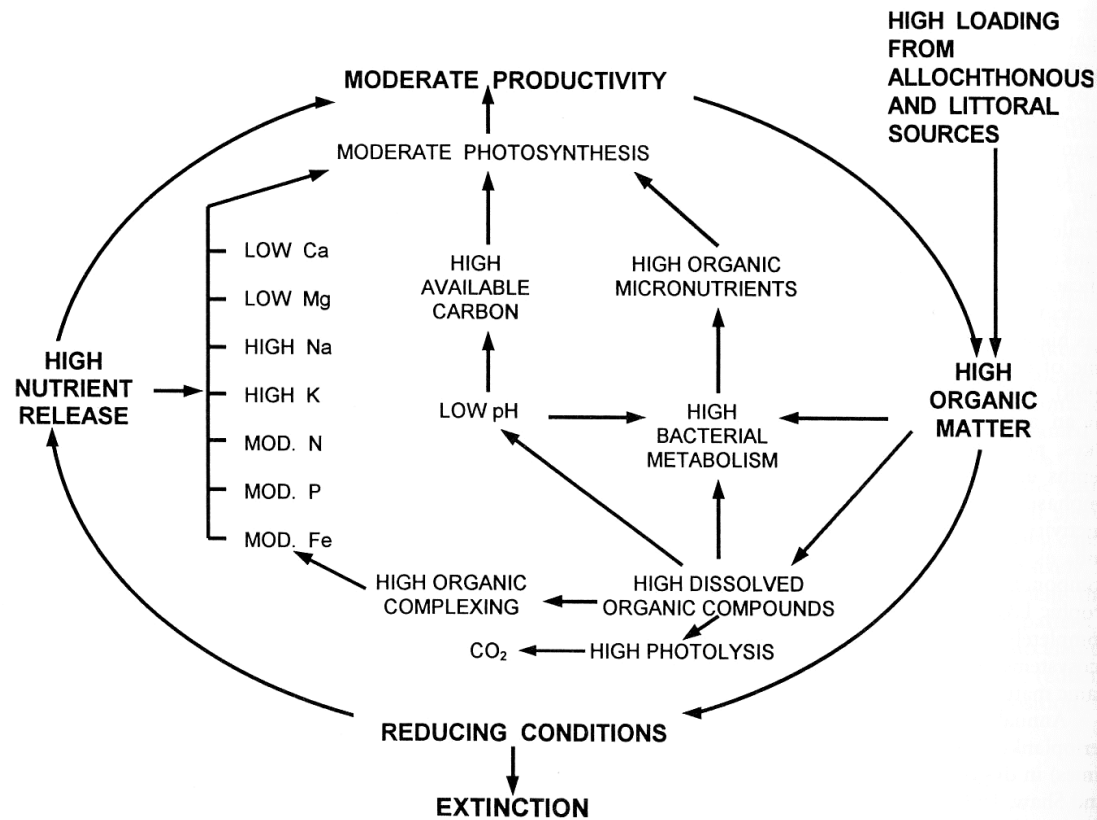 HIGH LOADING
FROM
ALLOCHTHONOUS
AND LITTORAL
SOURCES
MODERATE PRODUCTIVITY
MODERATE PHOTOSYNTHESIS
LOW Ca
LOW Mg
HIGH Na
HIGH K
MOD. N
MOD. P
MOD. Fe
HIGH
AVAILABLE
CARBON
HIGH ORGANIC
MICRONUTRIENTS
HIGH
NUTRIENT
RELEASE
LOW pH
HIGH
BACTERIAL
METABOLISM
HIGH
ORGANIC
MATTER
HIGH ORGANIC
COMPLEXING
HIGH DISSOLVED
ORGANIC COMPOUNDS
CO₂
HIGH PHOTOLYSIS
REDUCING CONDITIONS
EXTINCTION